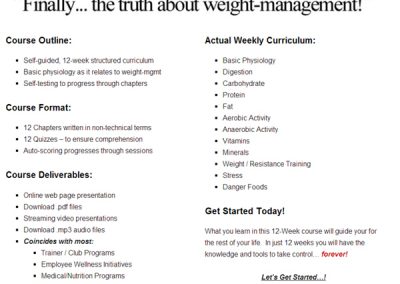 Finally... the truth about weight-management!
Course Outline:
• Self-guided, 12-week structured curriculum
• Basic physiology as it relates to weight-mgmt
• Self-testing to progress through chapters
Course Format:
• 12 Chapters written in non-technical terms
• 12 Quizzes – to ensure comprehension
• Auto-scoring progresses through sessions
Course Deliverables:
• Online web page presentation
• Download .pdf files
• Streaming video presentations
• Download .mp3 audio files
• Coincides with most:
• Trainer / Club Programs
• Employee Wellness Initiatives
• Medical/Nutrition Programs
Actual Weekly Curriculum:
• Basic Physiology
• Digestion
• Carbohydrate
• Protein
• Fat
• Aerobic Activity
• Anaerobic Activity
• Vitamins
• Minerals
• Weight / Resistance Training
• Stress
• Danger Foods
Get Started Today!
What you learn in this 12-Week course will guide your for
the rest of your life. In just 12 weeks you will have the
knowledge and tools to take control... forever!
Let's Get Started...!